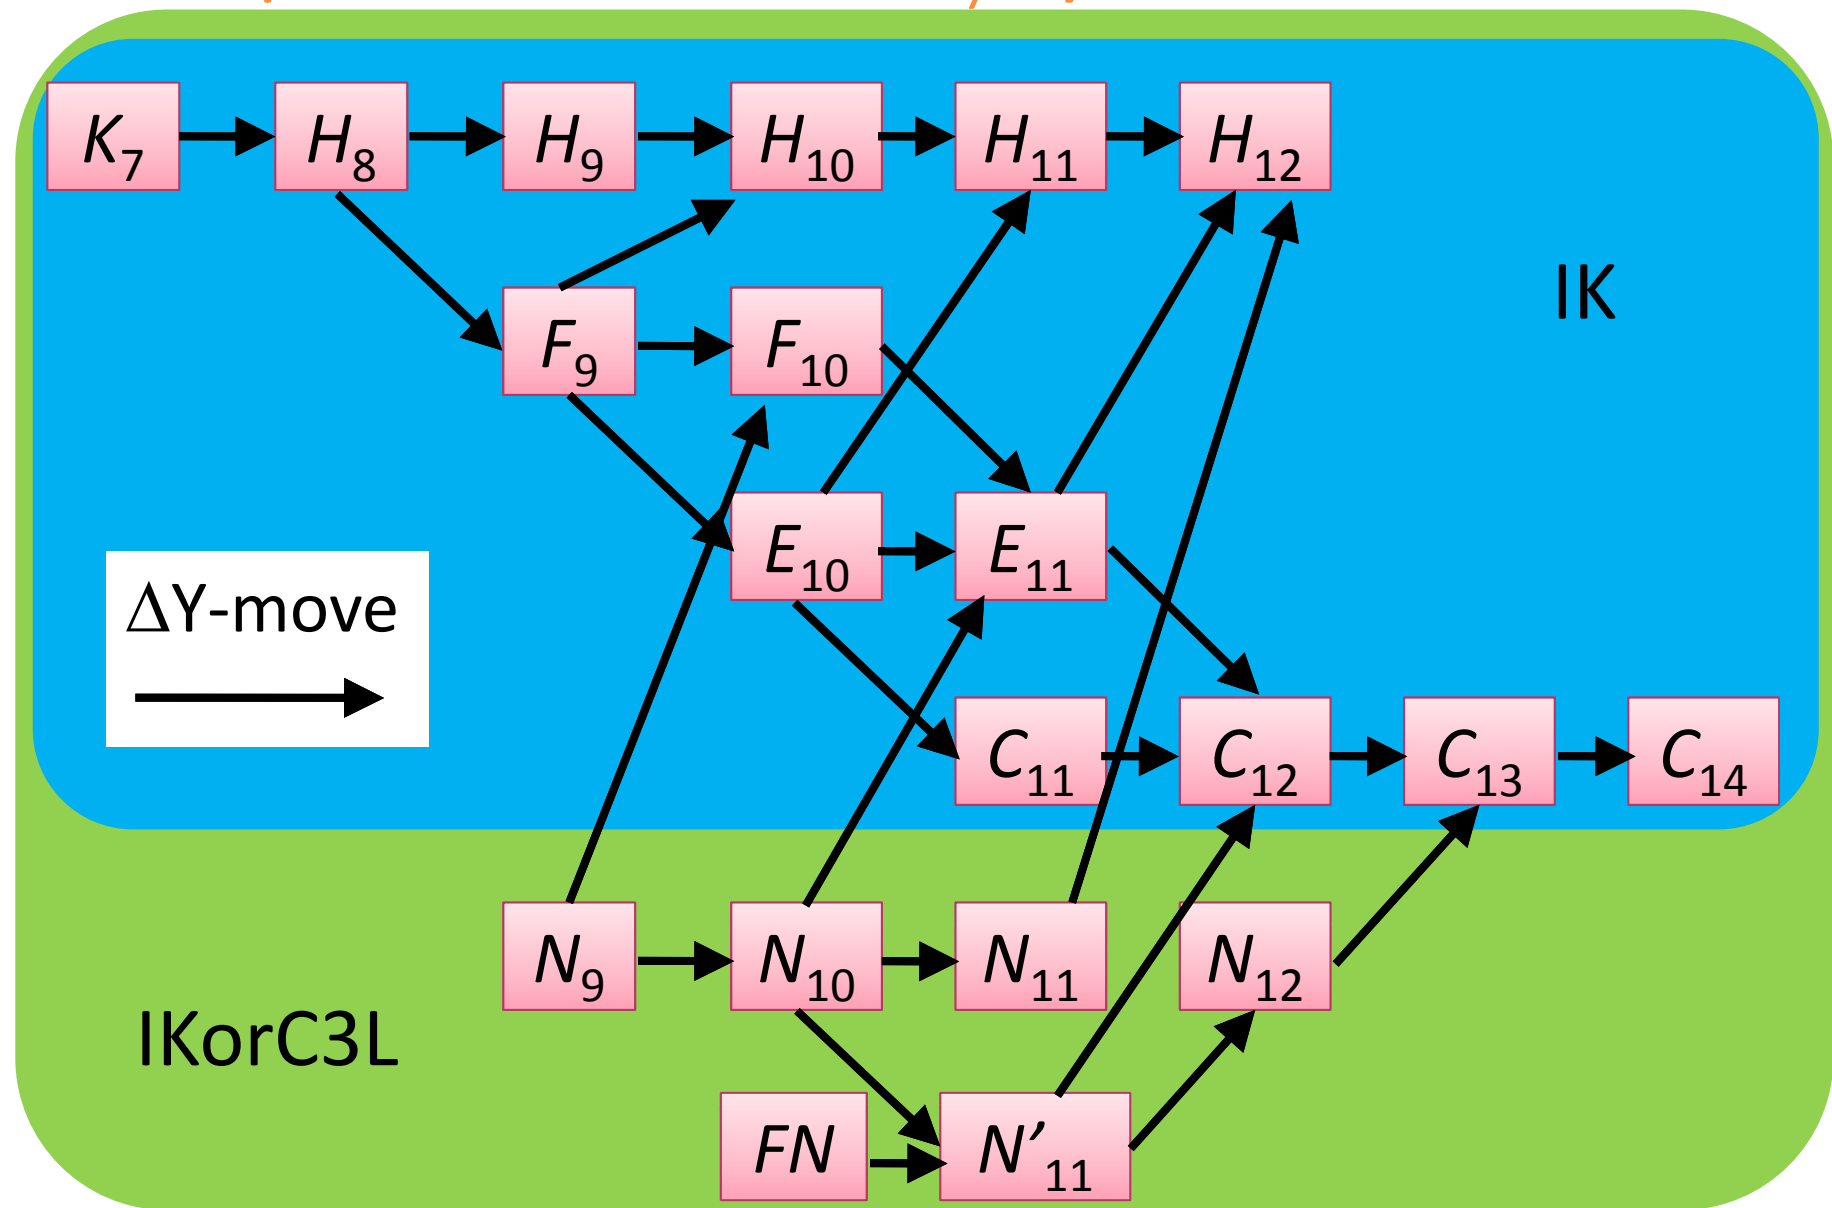 K7 H8 H9 H10 H11 H12
IK
F9 F10
E10 E11
ΔY-move
C11 C12 C13 C14
N9 N10 N11 N12
IKorC3L
FN N′11